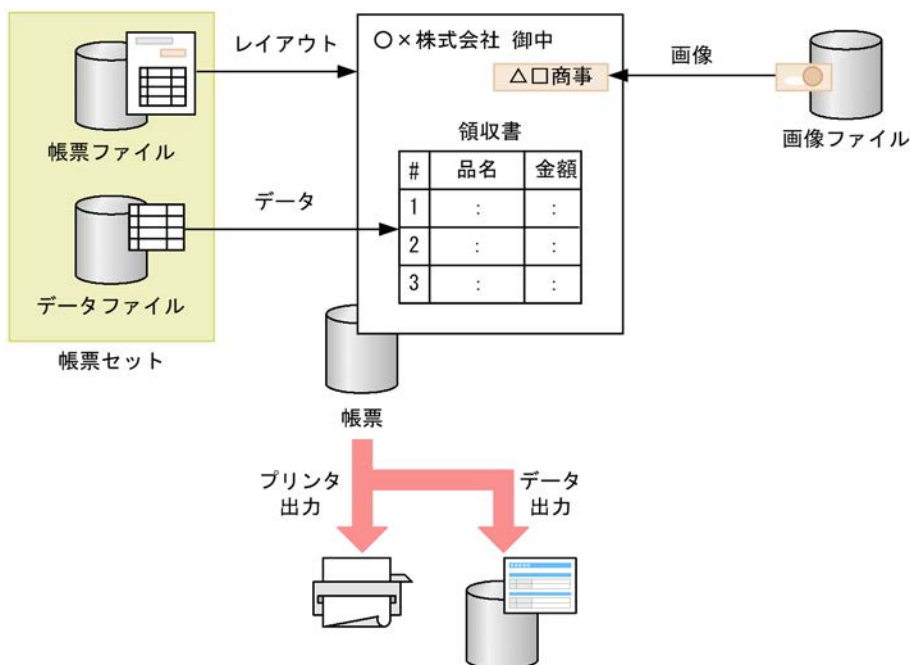 レイアウト
帳票ファイル
データ
データファイル
帳票セット
○×株式会社 御中
△□商事
領収書
# 品名 金額
1 : :
2 : :
3 : :
画像
画像ファイル
帳票
プリンタ
出力
データ
出力